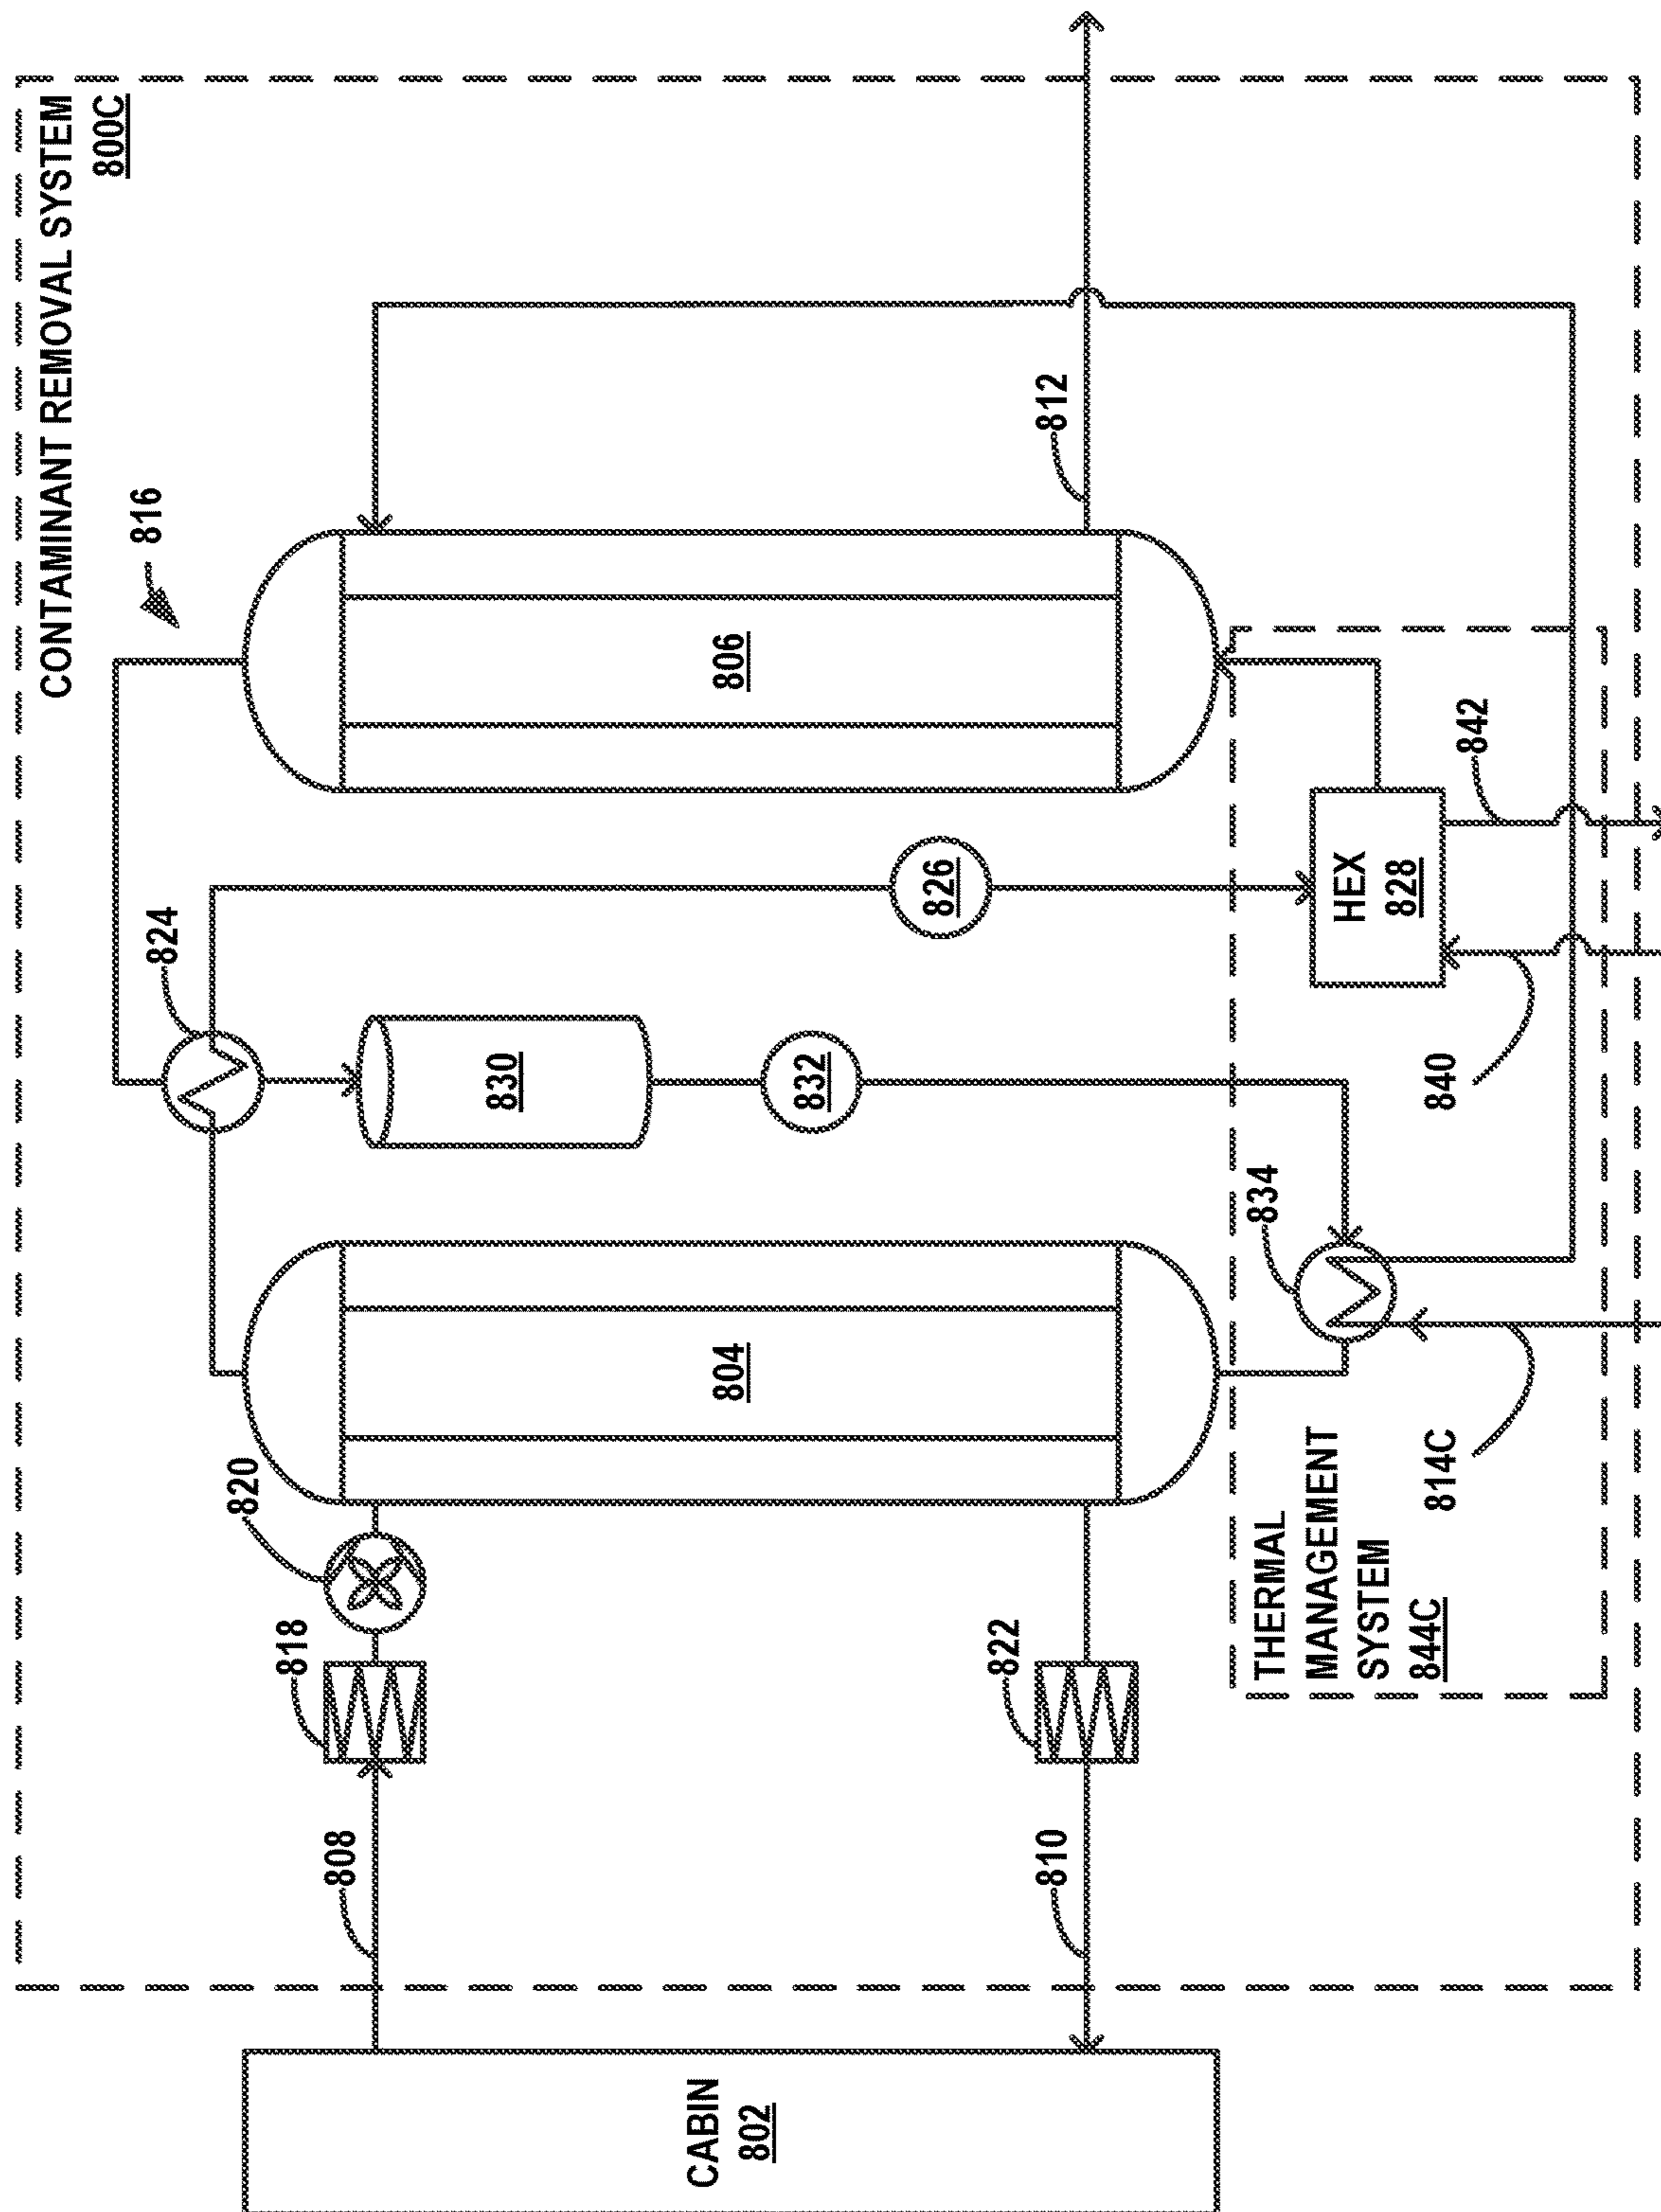 CONTAMINANT REMOVAL SYSTEM
800C
816
824
820
818
808
804
830
832
826
806
812
822
810
CABIN
802
834
HEX
828
842
840
814C
THERMAL
MANAGEMENT
SYSTEM
844C